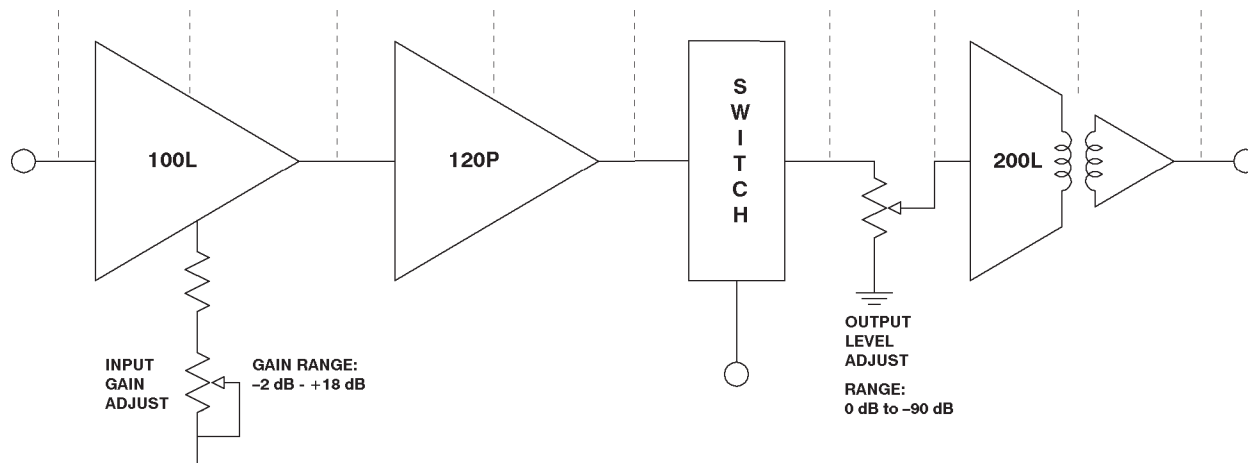 100L
120P
S
W
I
T
C
H
200L
INPUT
GAIN
ADJUST
GAIN RANGE:
–2 dB - +18 dB
OUTPUT
LEVEL
ADJUST
RANGE:
0 dB to –90 dB